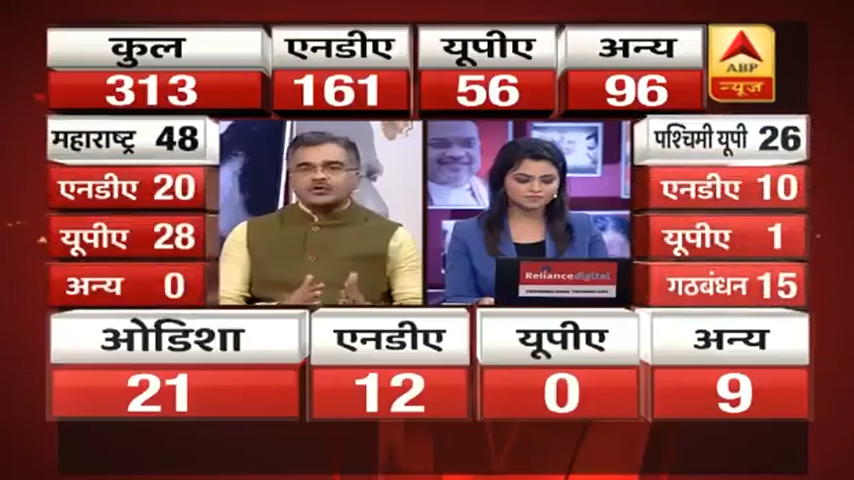 कुल एनडीए यूपीए अन्य
313 161 56 96
ABP
न्यूज़
महाराष्ट्र 48
एनडीए 20
यूपीए 28
अन्य 0
Reliance digital
पश्चिमी यूपी 26
एनडीए 10
यूपीए 1
गठबंधन 15
ओडिशा एनडीए यूपीए अन्य
21 12 0 9